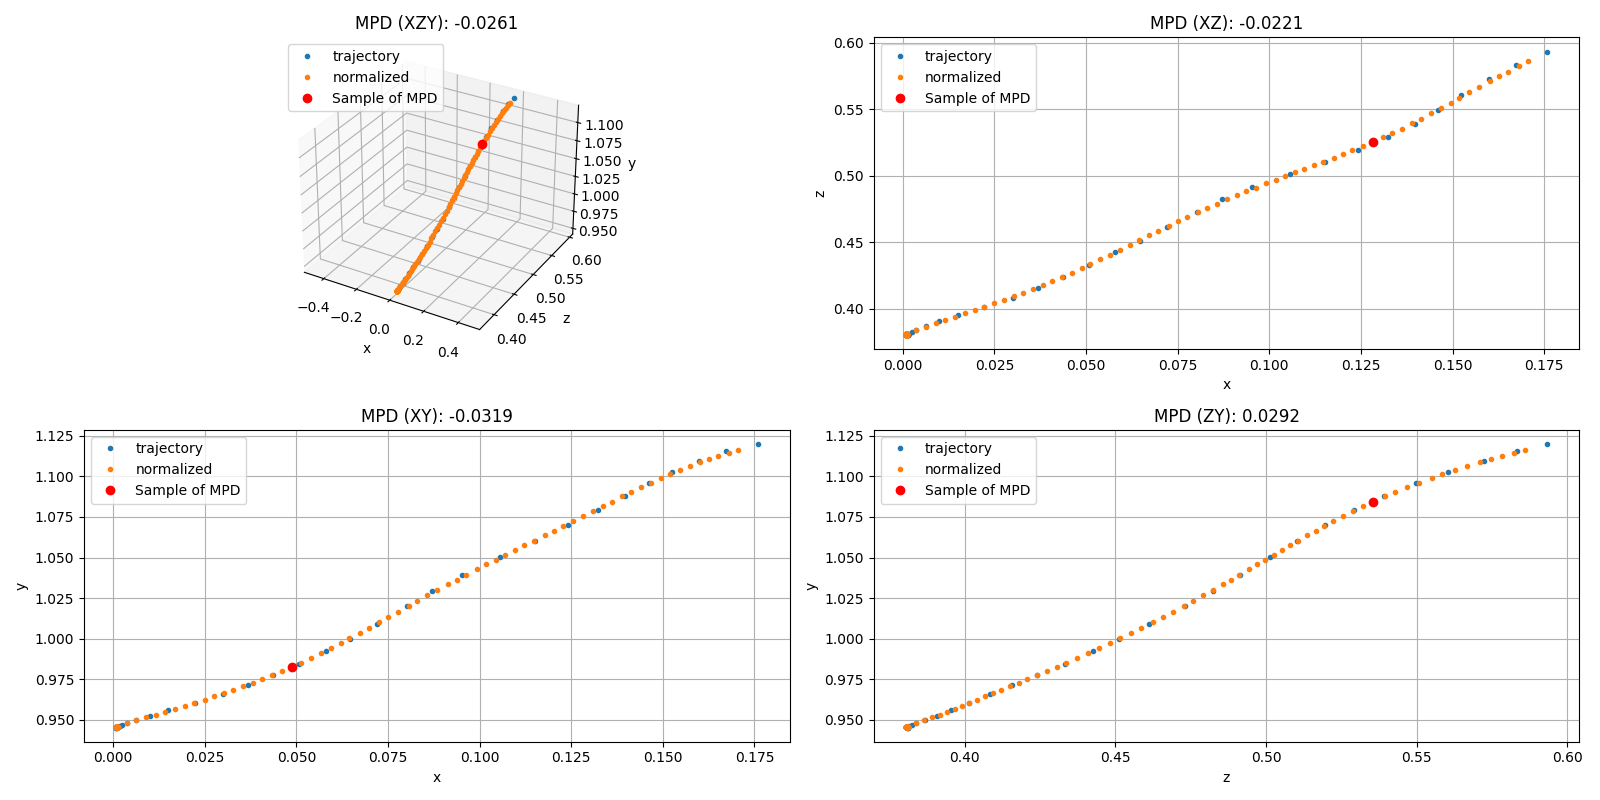 MPD (XZY): -0.0261
trajectory
normalized
Sample of MPD
1.100
1.075
1.050
1.025
1.000
0.975
0.950
y
0.60
0.55
0.50
0.45
0.40
z
−0.4
−0.2
0.0
0.2
0.4
x
MPD (XZ): -0.0221
trajectory
normalized
Sample of MPD
0.60
0.55
0.50
0.45
0.40
z
0.000 0.025 0.050 0.075 0.100 0.125 0.150 0.175
x
MPD (XY): -0.0319
trajectory
normalized
Sample of MPD
1.125
1.100
1.075
1.050
1.025
1.000
0.975
0.950
y
0.000 0.025 0.050 0.075 0.100 0.125 0.150 0.175
x
MPD (ZY): 0.0292
trajectory
normalized
Sample of MPD
1.125
1.100
1.075
1.050
1.025
1.000
0.975
0.950
y
0.40 0.45 0.50 0.55 0.60
z